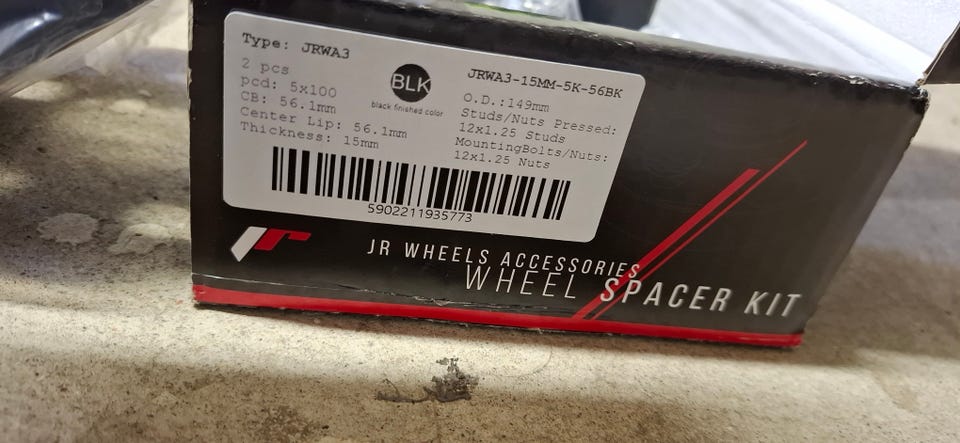 Type: JRWA3
2 pcs
pcd: 5x100
CB: 56.1mm
Center Lip: 56.1mm
Thickness: 15mm
BLK
black finished color
JRWA3-15MM-5K-56BK
O.D.:149mm
Studs/Nuts Pressed:
12x1.25 Studs
MountingBolts/Nuts:
12x1.25 Nuts
5902211935773
JR WHEELS ACCESSORIES
WHEEL SPACER KIT